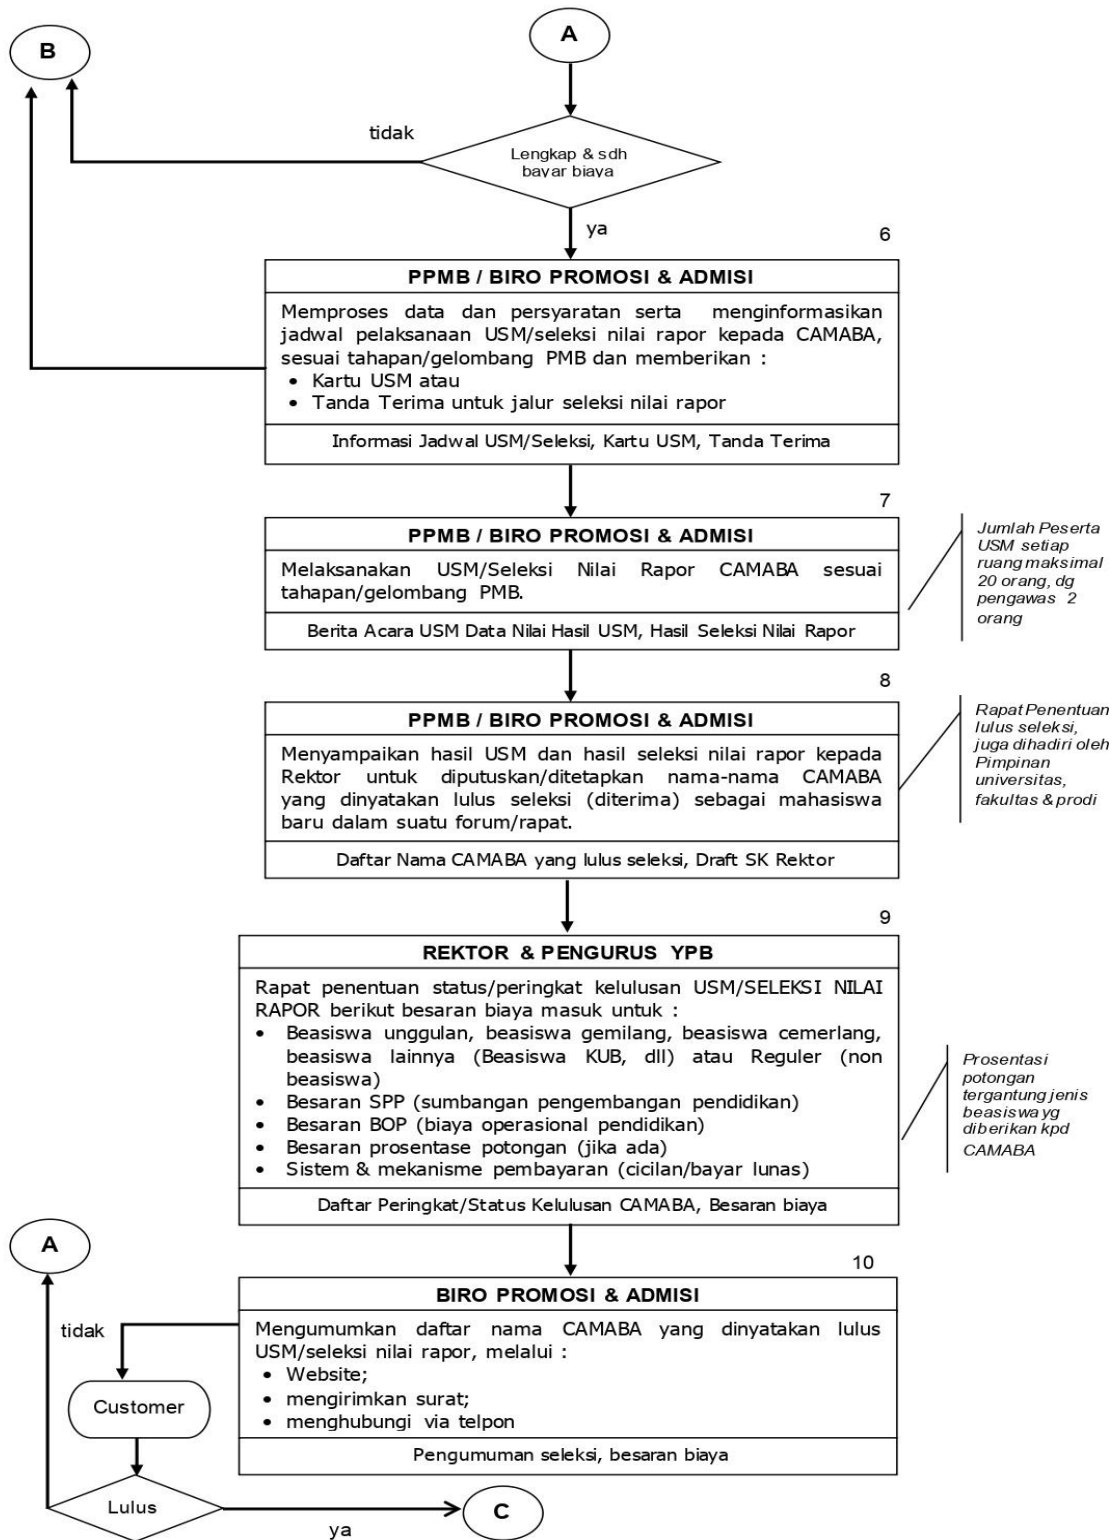 A
B
tidak
Lengkap & sdh
bayar biaya
ya
6
PPMB / BIRO PROMOSI & ADMISI
Memproses data dan persyaratan serta menginformasikan
jadwal pelaksanaan USM/seleksi nilai rapor kepada CAMABA,
sesuai tahapan/gelombang PMB dan memberikan :
• Kartu USM atau
• Tanda Terima untuk jalur seleksi nilai rapor
Informasi Jadwal USM/Seleksi, Kartu USM, Tanda Terima
7
PPMB / BIRO PROMOSI & ADMISI
Melaksanakan USM/Seleksi Nilai Rapor CAMABA sesuai
tahapan/gelombang PMB.
Berita Acara USM Data Nilai Hasil USM, Hasil Seleksi Nilai Rapor
Jumlah Peserta
USM setiap
ruang maksimal
20 orang, dg
pengawas 2
orang
8
PPMB / BIRO PROMOSI & ADMISI
Menyampaikan hasil USM dan hasil seleksi nilai rapor kepada
Rektor untuk diputuskan/ditetapkan nama-nama CAMABA
yang dinyatakan lulus seleksi (diterima) sebagai mahasiswa
baru dalam suatu forum/rapat.
Daftar Nama CAMABA yang lulus seleksi, Draft SK Rektor
Rapat Penentuan
lulus seleksi,
juga dihadiri oleh
Pimpinan
universitas,
fakultas & prodi
9
REKTOR & PENGURUS YPB
Rapat penentuan status/peringkat kelulusan USM/SELEKSI NILAI
RAPOR berikut besaran biaya masuk untuk :
• Beasiswa unggulan, beasiswa gemilang, beasiswa cemerlang,
beasiswa lainnya (Beasiswa KUB, dll) atau Reguler (non
beasiswa)
• Besaran SPP (sumbangan pengembangan pendidikan)
• Besaran BOP (biaya operasional pendidikan)
• Besaran prosentase potongan (jika ada)
• Sistem & mekanisme pembayaran (cicilan/bayar lunas)
Daftar Peringkat/Status Kelulusan CAMABA, Besaran biaya
Prosentasi
potongan
tergantung jenis
beasiswa yg
diberikan kpd
CAMABA
A
10
BIRO PROMOSI & ADMISI
Mengumumkan daftar nama CAMABA yang dinyatakan lulus
USM/seleksi nilai rapor, melalui :
• Website;
• mengirimkan surat;
• menghubungi via telpon
Pengumuman seleksi, besaran biaya
tidak
Customer
Lulus
ya
C